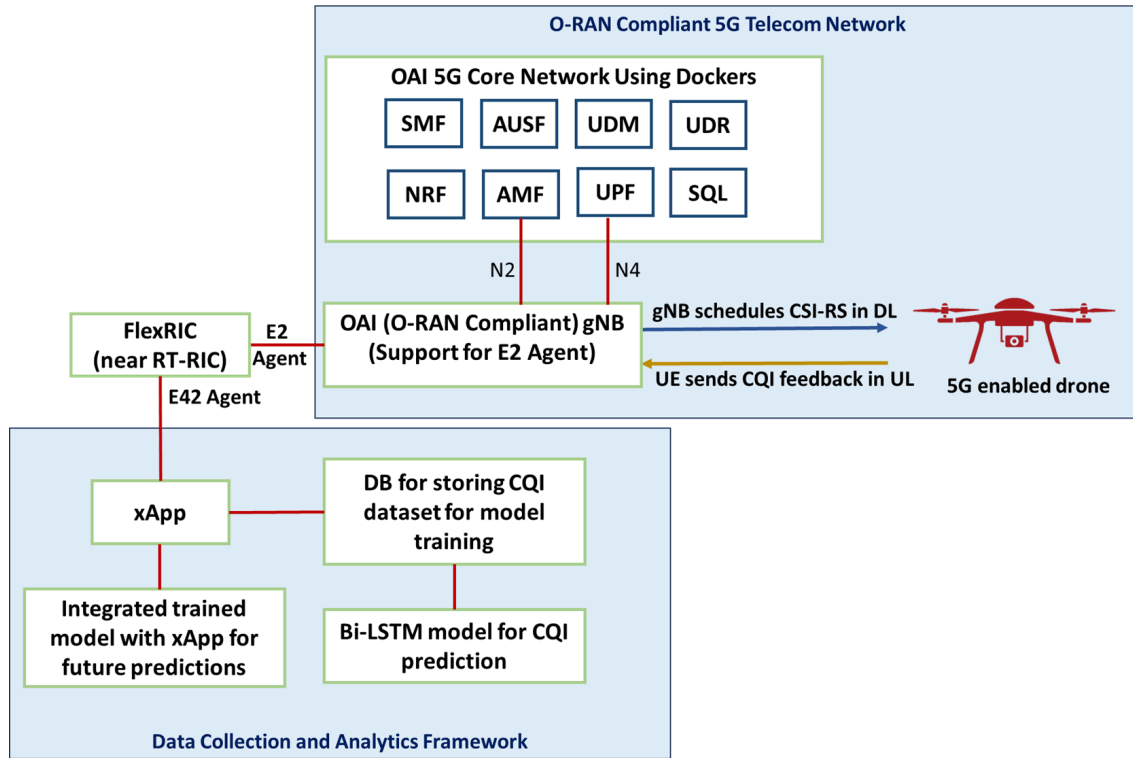 O-RAN Compliant 5G Telecom Network
OAI 5G Core Network Using Dockers
SMF
AUSF
UDM
UDR
NRF
AMF
UPF
SQL
N2
N4
FlexRIC
(near RT-RIC)
E2
Agent
OAI (O-RAN Compliant) gNB
(Support for E2 Agent)
gNB schedules CSI-RS in DL
UE sends CQI feedback in UL
5G enabled drone
E42 Agent
xApp
DB for storing CQI
dataset for model
training
Integrated trained
model with xApp for
future predictions
Bi-LSTM model for CQI
prediction
Data Collection and Analytics Framework